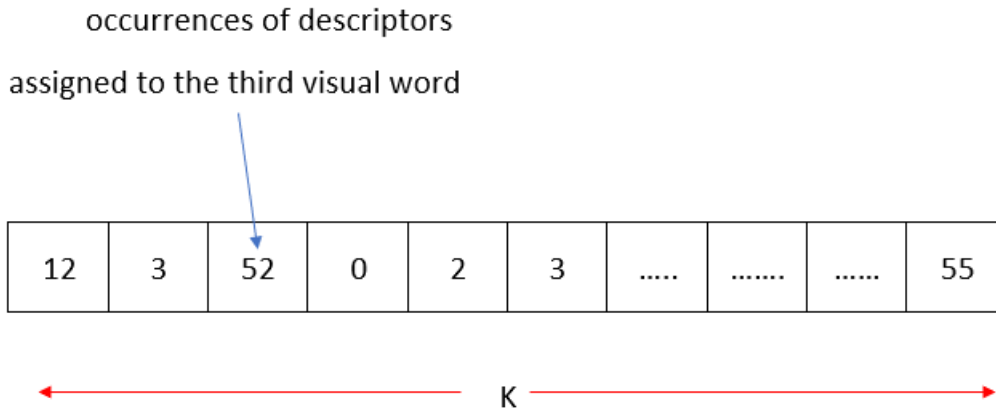 occurrences of descriptors
assigned to the third visual word
12 3 52 0 2 3 ..... ....... ...... 55
K